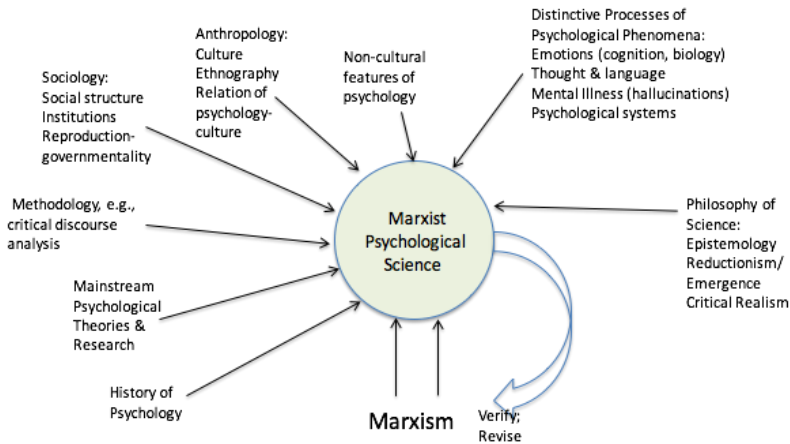 Distinctive Processes of
Psychological Phenomena:
Emotions (cognition, biology)
Thought & language
Mental Illness (hallucinations)
Psychological systems
Anthropology:
Culture
Ethnography
Relation of
psychology-
culture
Non-cultural
features of
psychology
Sociology:
Social structure
Institutions
Reproduction-
governmentality
Methodology, e.g.,
critical discourse
analysis
Marxist
Psychological
Science
Philosophy of
Science:
Epistemology
Reductionism/
Emergence
Critical Realism
Mainstream
Psychological
Theories &
Research
History of
Psychology
Marxism
Verify;
Revise